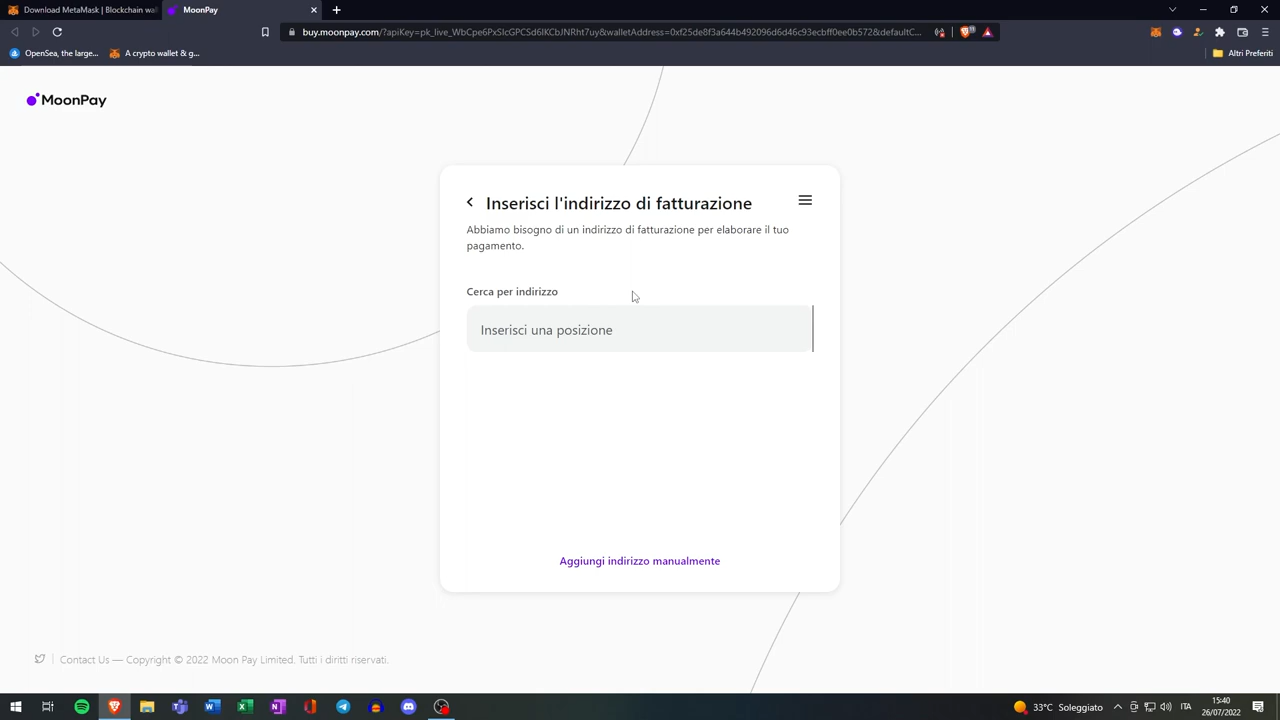 Download MetaMask | Blockchain wal
MoonPay
buy.moonpay.com/?apiKey=pk_live_WbCpe6PxSIcGPCSd6IKCbJNRht7uy&walletAddress=0xf25de8f3a644b492096d6d46c93ecbff0ee0b572&defaultC...
OpenSea, the large...
A crypto wallet & g...
Altri Preferiti
MoonPay
Inserisci l'indirizzo di fatturazione
Abbiamo bisogno di un indirizzo di fatturazione per elaborare il tuo
pagamento.
Cerca per indirizzo
Inserisci una posizione
Aggiungi indirizzo manualmente
Contact Us — Copyright © 2022 Moon Pay Limited. Tutti i diritti riservati.
33°C Soleggiato
ITA
15:40
26/07/2022